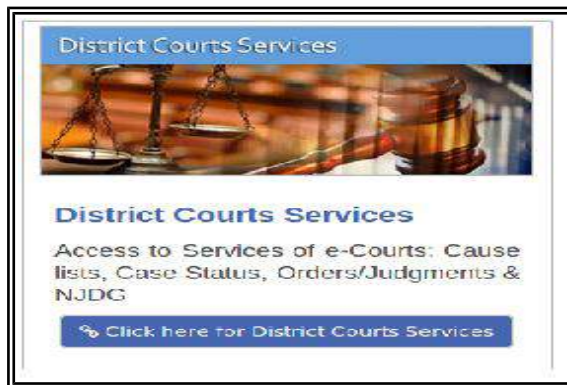 District Courts Services
District Courts Services
Access to Services of e-Courts: Cause
lists, Case Status, Orders/Judgments &
NJDG
Click here for District Courts Services